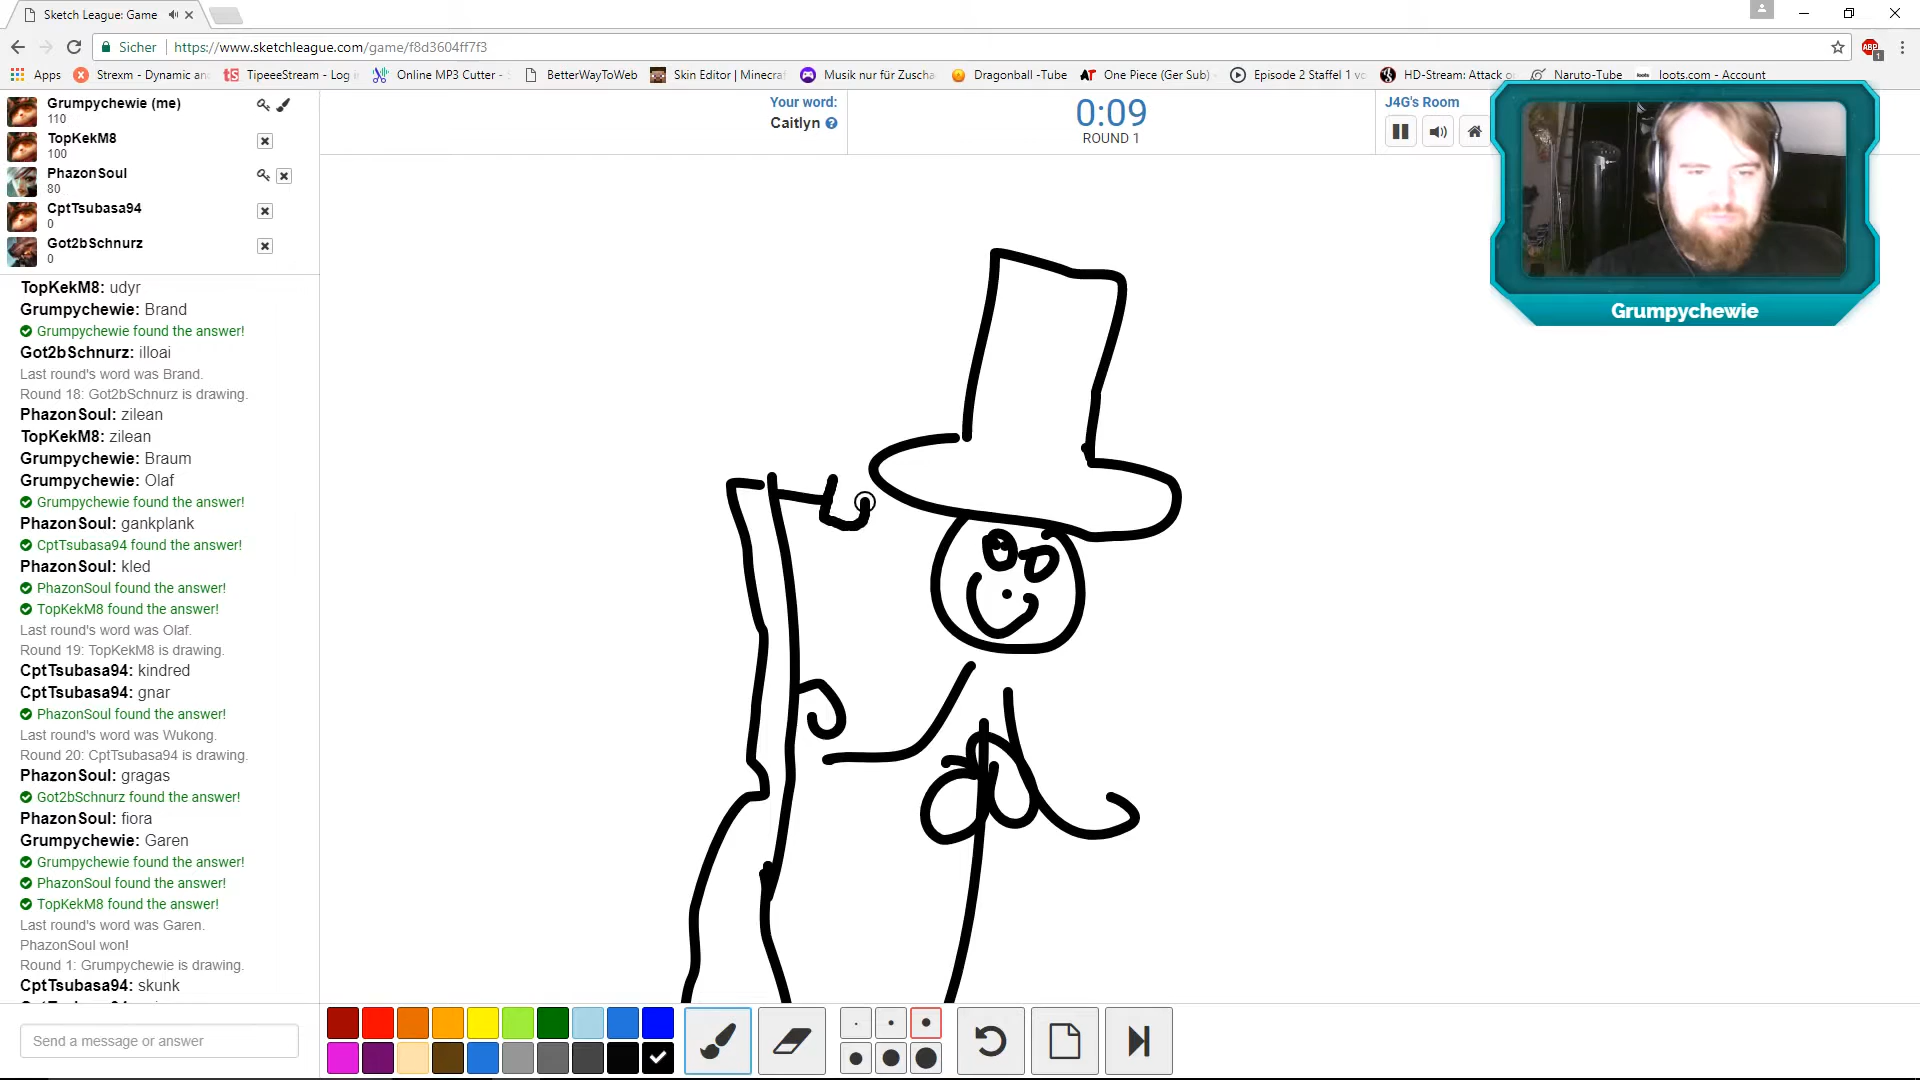 Sketch League: Game
Sicher https://www.sketchleague.com/game/f8d3604ff7f3
ABP
1
Apps Strexm - Dynamic an TipeeeStream - Log i Online MP3 Cutter - BetterWayToWeb Skin Editor | Minecra Musik nur für Zuscha Dragonball -Tube One Piece (Ger Sub) Episode 2 Staffel 1 vo HD-Stream: Attack o Naruto-Tube loots loots.com - Account
Grumpychewie (me)
110
TopKekM8
100
PhazonSoul
80
CptTsubasa94
0
Got2bSchnurz
0
Your word:
Caitlyn
0:09
ROUND 1
J4G's Room
Grumpychewie
TopKekM8: udyr
Grumpychewie: Brand
Grumpychewie found the answer!
Got2bSchnurz: illoai
Last round's word was Brand.
Round 18: Got2bSchnurz is drawing.
PhazonSoul: zilean
TopKekM8: zilean
Grumpychewie: Braum
Grumpychewie: Olaf
Grumpychewie found the answer!
PhazonSoul: gankplank
CptTsubasa94 found the answer!
PhazonSoul: kled
PhazonSoul found the answer!
TopKekM8 found the answer!
Last round's word was Olaf.
Round 19: TopKekM8 is drawing.
CptTsubasa94: kindred
CptTsubasa94: gnar
PhazonSoul found the answer!
Last round's word was Wukong.
Round 20: CptTsubasa94 is drawing.
PhazonSoul: gragas
Got2bSchnurz found the answer!
PhazonSoul: fiora
Grumpychewie: Garen
Grumpychewie found the answer!
PhazonSoul found the answer!
TopKekM8 found the answer!
Last round's word was Garen.
PhazonSoul won!
Round 1: Grumpychewie is drawing.
CptTsubasa94: skunk
Send a message or answer